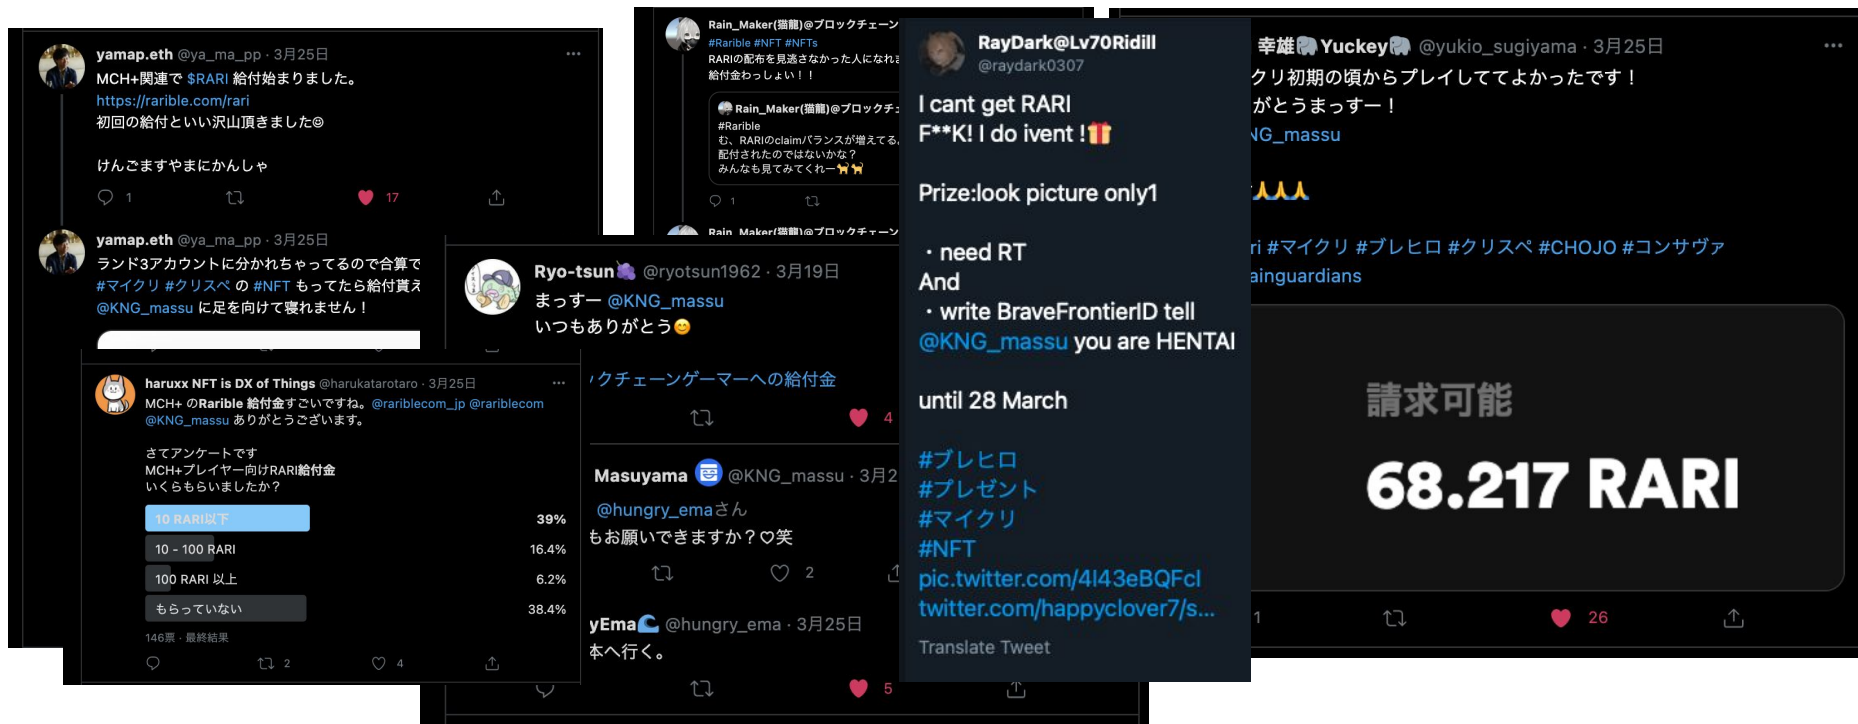 yamap.eth @ya_ma_pp · 3月25日
MCH+関連で $RARI 給付始まりました。
https://rarible.com/rari
初回の給付といい沢山頂きました☺
けんごますやまにかんしゃ
1 17
yamap.eth @ya_ma_pp · 3月25日
ランド3アカウントに分かれちゃってるので合算で
#マイクリ #クリスペ の #NFT もってたら給付貰え
@KNG_massu に足を向けて寝れません！
haruxx NFT is DX of Things @harukatarotaro · 3月25日
MCH+ のRarible 給付金すごいですね。@rariblecom_jp @rariblecom
@KNG_massu ありがとうございます。
さてアンケートです
MCH+プレイヤー向けRARI給付金
いくらもらいましたか？
10 RARI以下 39%
10 - 100 RARI 16.4%
100 RARI 以上 6.2%
もらっていない 38.4%
146票 · 最終結果
2 4
Rain_Maker(猫龍)@ブロックチェーン
#Rarible #NFT #NFTs
RARIの配布を見逃さなかった人になれま
給付金わっしょい！！
Rain_Maker(猫龍)@ブロックチェ
#Rarible
む、RARIのclaimバランスが増えてる。
配付されたのではないかな？
みんなも見てみてくれー🐈🐈
1
Rain_Maker(猫龍)@ブロックチェーン
Ryo-tsun🍇 @ryotsun1962 · 3月19日
まっすー @KNG_massu
いつもありがとう😊
ックチェーンゲーマーへの給付金
4
Masuyama @KNG_massu · 3月2
@hungry_emaさん
もお願いできますか？♡笑
2
yEma🌊 @hungry_ema · 3月25日
本へ行く。
5
RayDark@Lv70Ridill
@raydark0307
I cant get RARI
F**K! I do ivent !🎁
Prize:look picture only1
・need RT
And
・write BraveFrontierID tell
@KNG_massu you are HENTAI
until 28 March
#ブレヒロ
#プレゼント
#マイクリ
#NFT
pic.twitter.com/4I43eBQFcI
twitter.com/happyclover7/s...
Translate Tweet
幸雄🐘Yuckey🐘 @yukio_sugiyama · 3月25日
クリ初期の頃からプレイしててよかったです！
がとうまっすー！
NG_massu
🙏🙏🙏
ri #マイクリ #ブレヒロ #クリスペ #CHOJO #コンサヴァ
ainguardians
請求可能
68.217 RARI
1 26